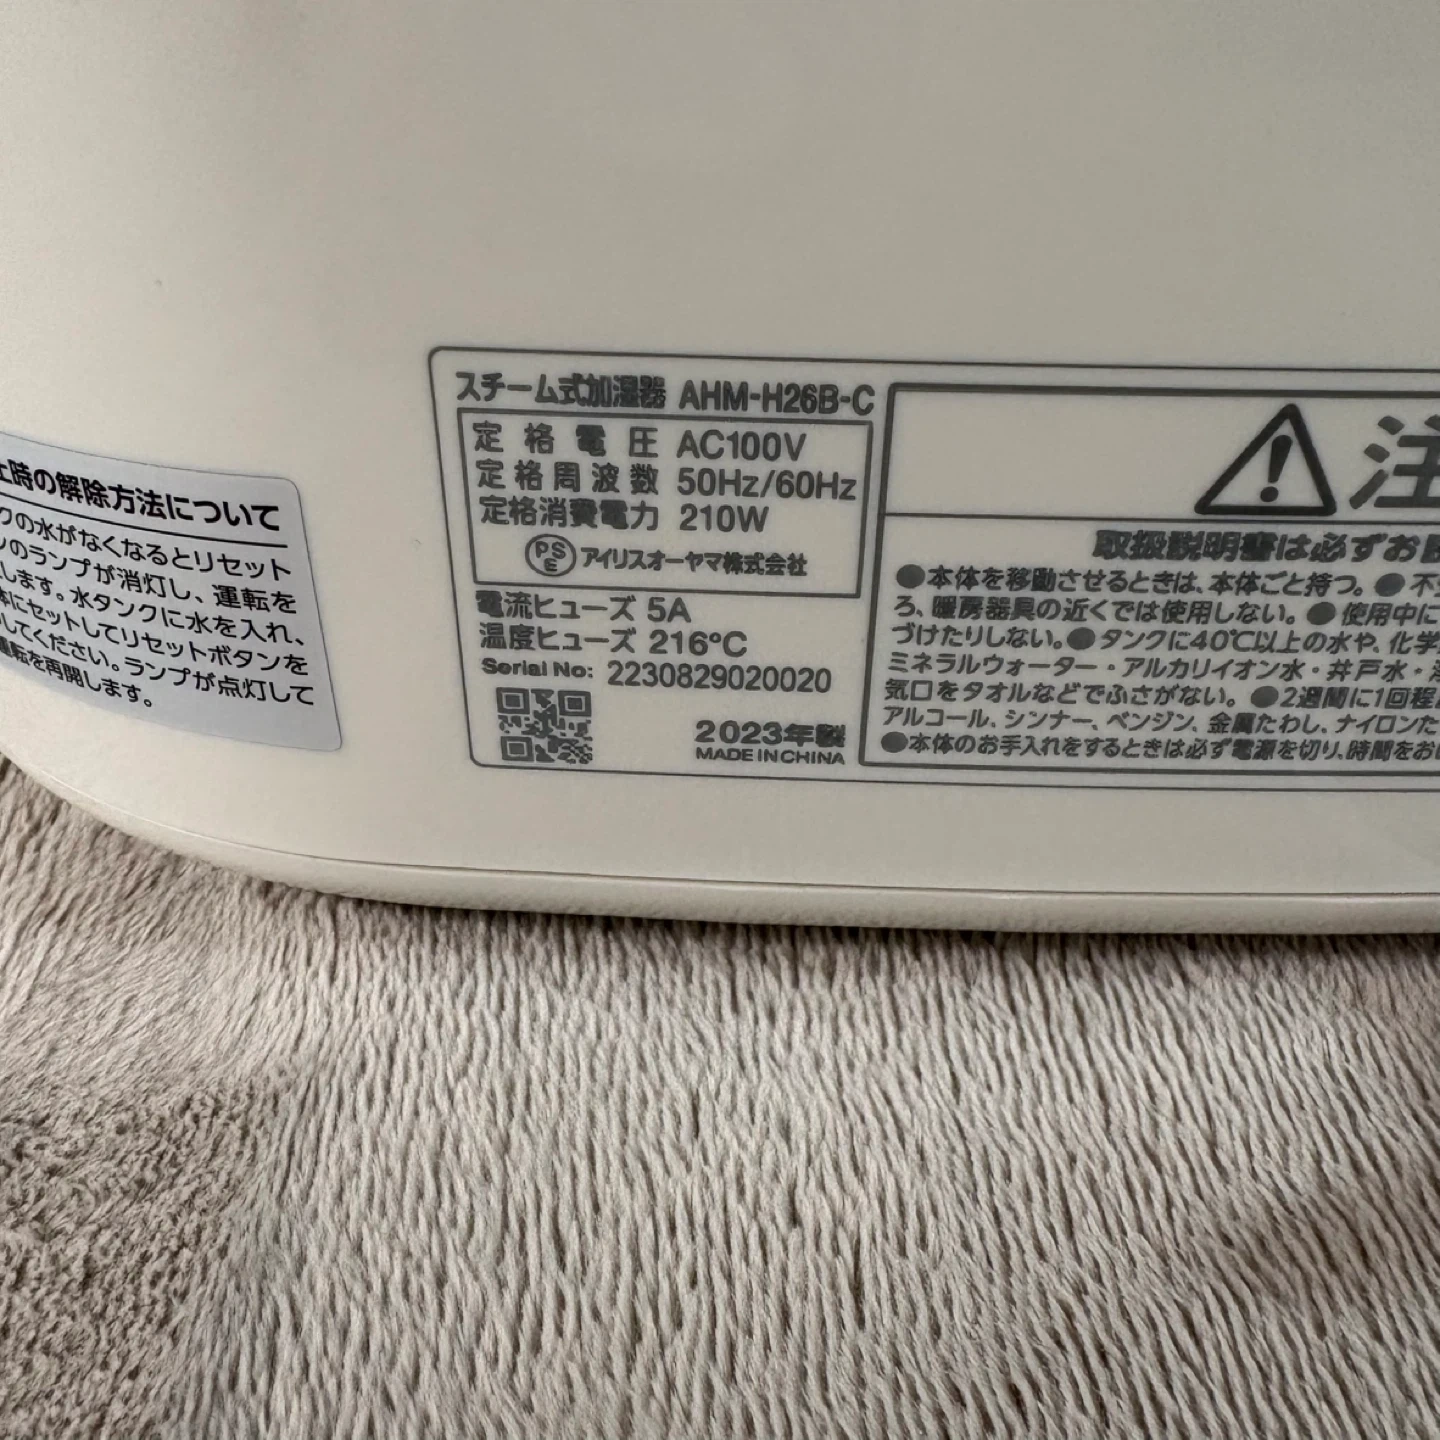 止時の解除方法について
クの水がなくなるとリセット
ンのランプが消灯し、運転を
します。水タンクに水を入れ、
体にセットしてリセットボタンを
してください。ランプが点灯して
運転を再開します。
スチーム式加湿器 AHM-H26B-C
定格電圧 AC100V
定格周波数 50Hz/60Hz
定格消費電力 210W
PSE アイリスオーヤマ株式会社
電流ヒューズ 5A
温度ヒューズ 216℃
Serial No: 2230829020020
2023年製
MADE IN CHINA
注
取扱説明書は必ずお
●本体を移動させるときは、本体ごと持つ。●不
ろ、暖房器具の近くでは使用しない。●使用中に
づけたりしない。●タンクに40℃以上の水や、化学
ミネラルウォーター・アルカリイオン水・井戸水・
気口をタオルなどでふさがない。●2週間に1回程
アルコール、シンナー、ベンジン、金属たわし、ナイロンた
●本体のお手入れをするときは必ず電源を切り、時間をお